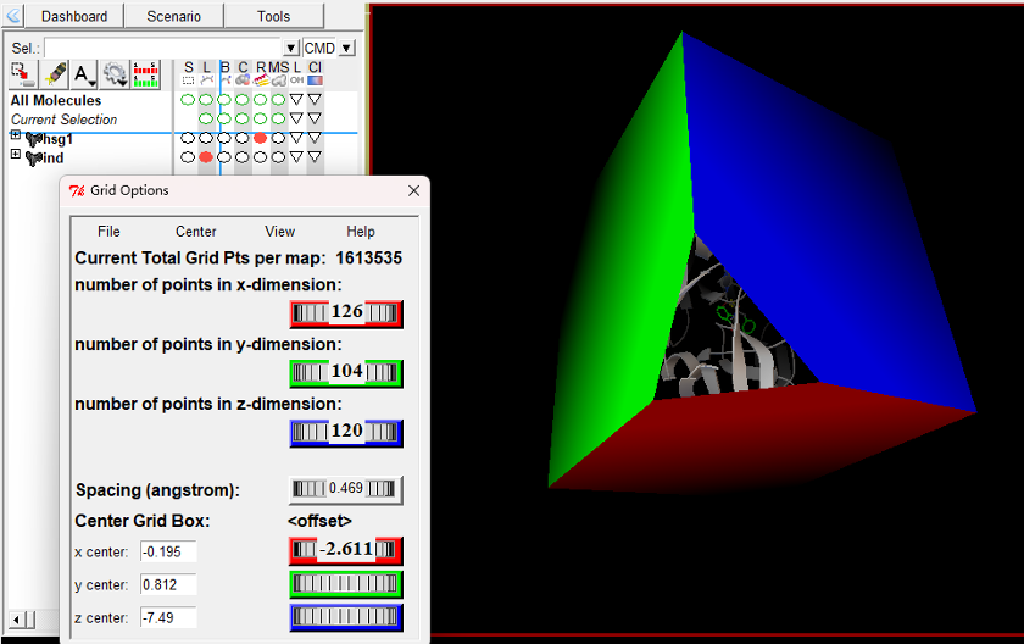 Dashboard Scenario Tools
Sel.: CMD
S L B C R MS L Cl
All Molecules
Current Selection
hsg1
ind
Grid Options
File Center View Help
Current Total Grid Pts per map: 1613535
number of points in x-dimension:
126
number of points in y-dimension:
104
number of points in z-dimension:
120
Spacing (angstrom): 0.469
Center Grid Box: <offset>
x center: -0.195 -2.611
y center: 0.812
z center: -7.49